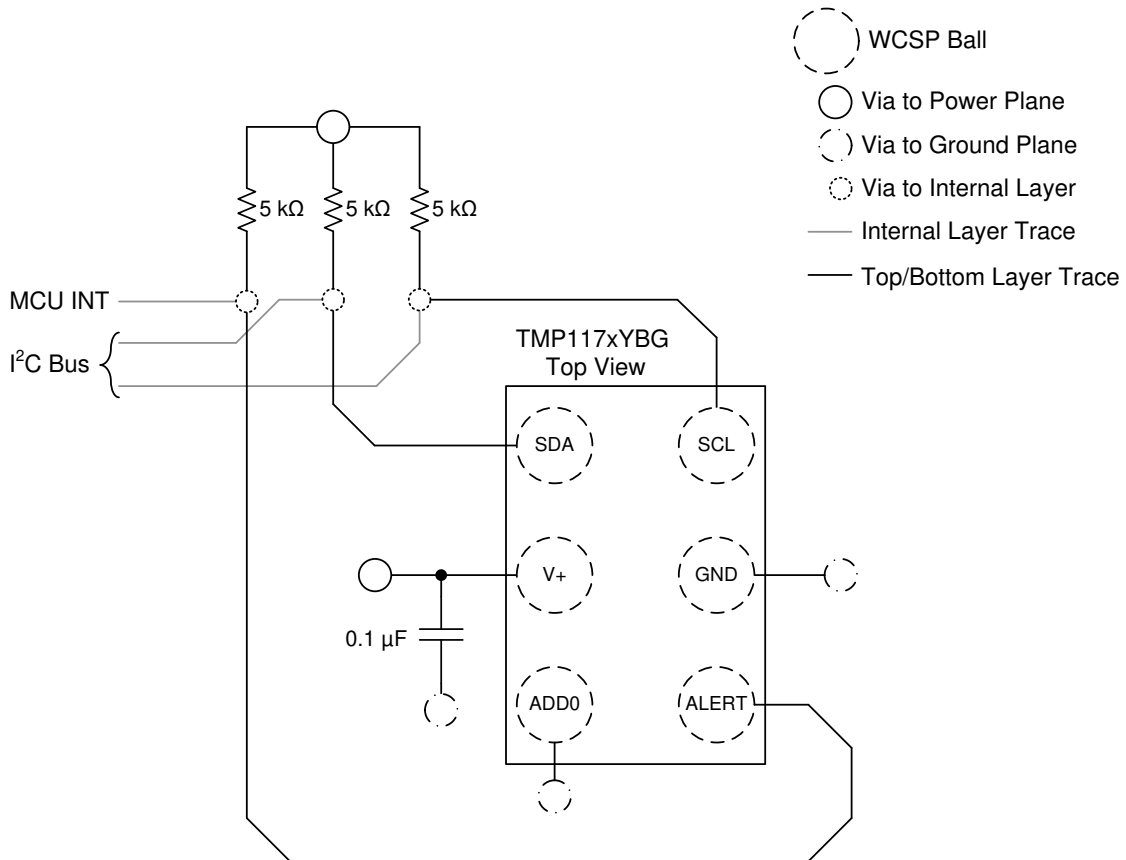 WCSP Ball
Via to Power Plane
Via to Ground Plane
Via to Internal Layer
Internal Layer Trace
Top/Bottom Layer Trace
5 kΩ
5 kΩ
5 kΩ
MCU INT
I²C Bus
TMP117xYBG
Top View
SDA
SCL
V+
GND
0.1 µF
ADD0
ALERT